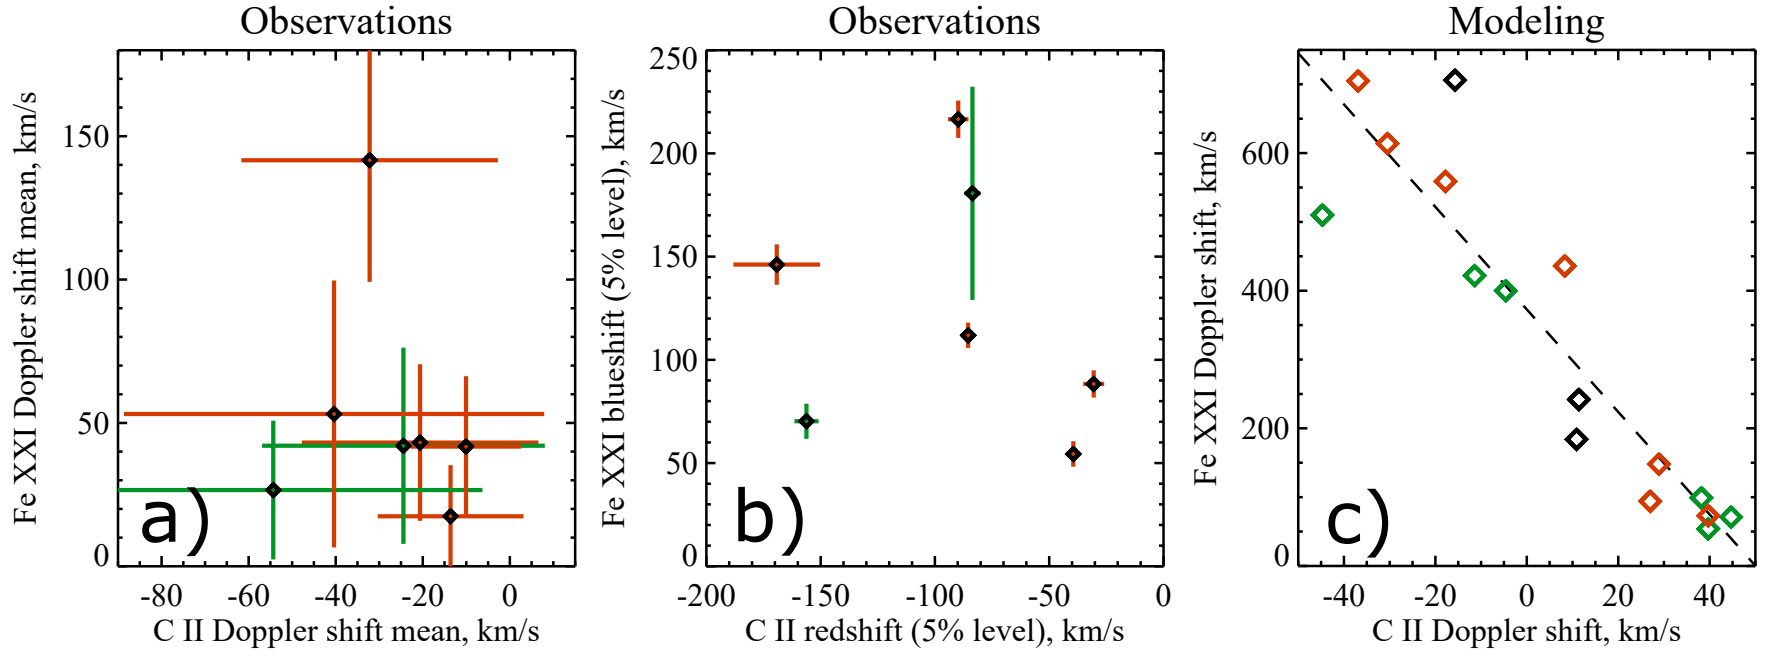 Observations
Fe XXI Doppler shift mean, km/s
150
100
50
0
a)
-80 -60 -40 -20 0
C II Doppler shift mean, km/s
Observations
Fe XXI blueshift (5% level), km/s
250
200
150
100
50
0
b)
-200 -150 -100 -50 0
C II redshift (5% level), km/s
Modeling
Fe XXI Doppler shift, km/s
600
400
200
0
c)
-40 -20 0 20 40
C II Doppler shift, km/s